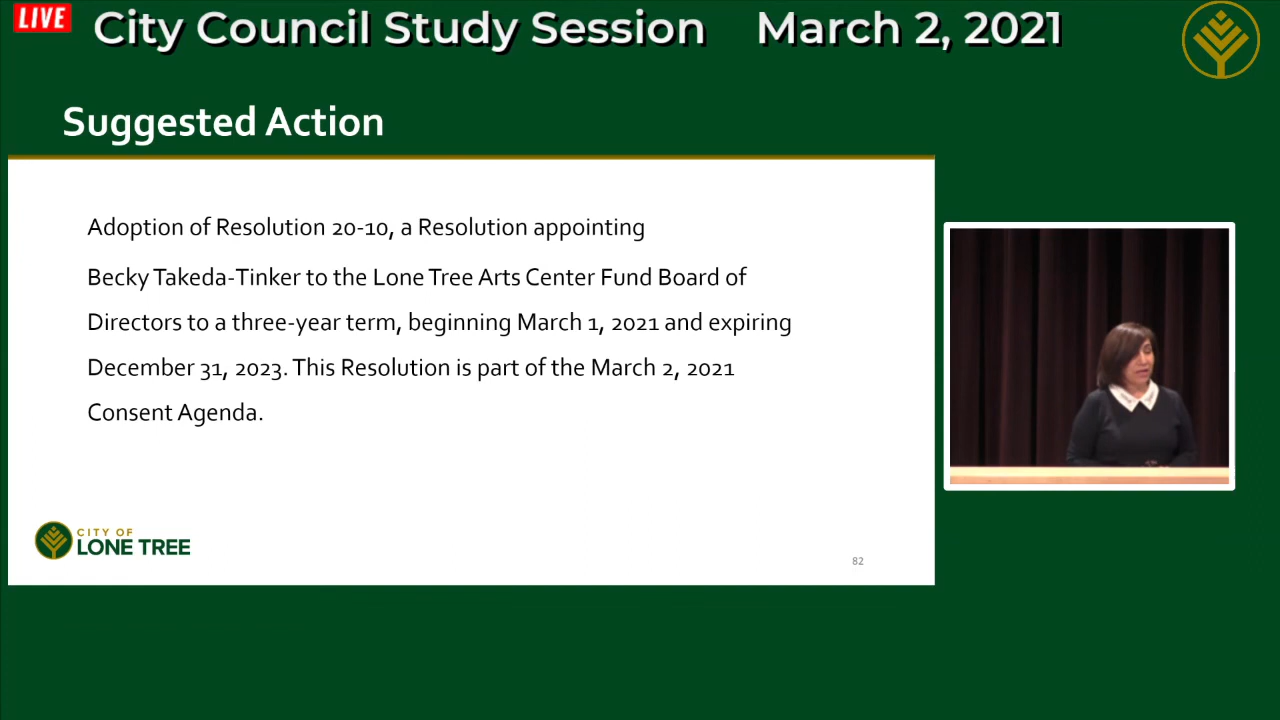 LIVE
City Council Study Session March 2, 2021
Suggested Action
Adoption of Resolution 20-10, a Resolution appointing
Becky Takeda-Tinker to the Lone Tree Arts Center Fund Board of
Directors to a three-year term, beginning March 1, 2021 and expiring
December 31, 2023. This Resolution is part of the March 2, 2021
Consent Agenda.
CITY OF
LONE TREE
82